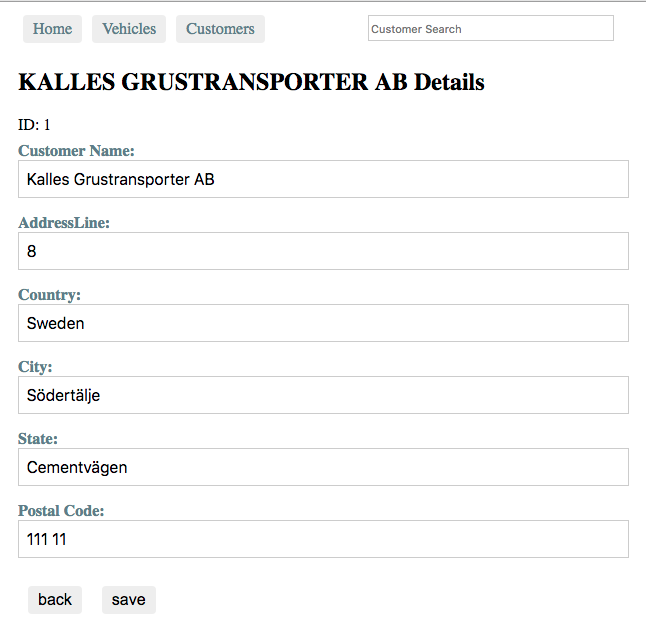 Home Vehicles Customers Customer Search
KALLES GRUSTRANSPORTER AB Details
ID: 1
Customer Name:
Kalles Grustransporter AB
AddressLine:
8
Country:
Sweden
City:
Södertälje
State:
Cementvägen
Postal Code:
111 11
back save